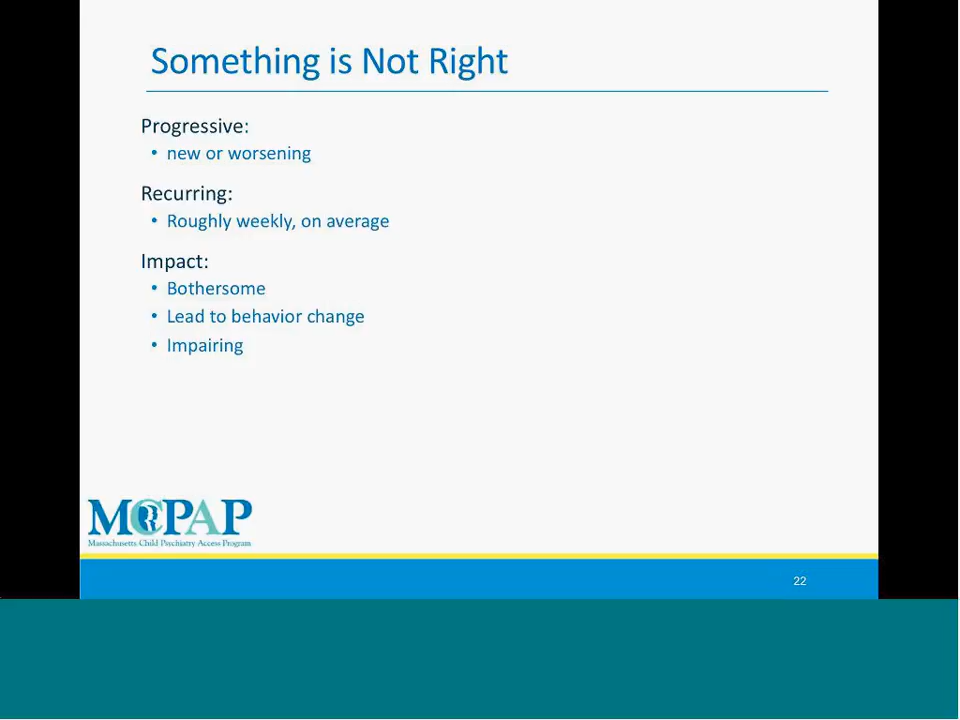 Something is Not Right
Progressive:
• new or worsening
Recurring:
• Roughly weekly, on average
Impact:
• Bothersome
• Lead to behavior change
• Impairing
MCPAP
Massachusetts Child Psychiatry Access Program
22